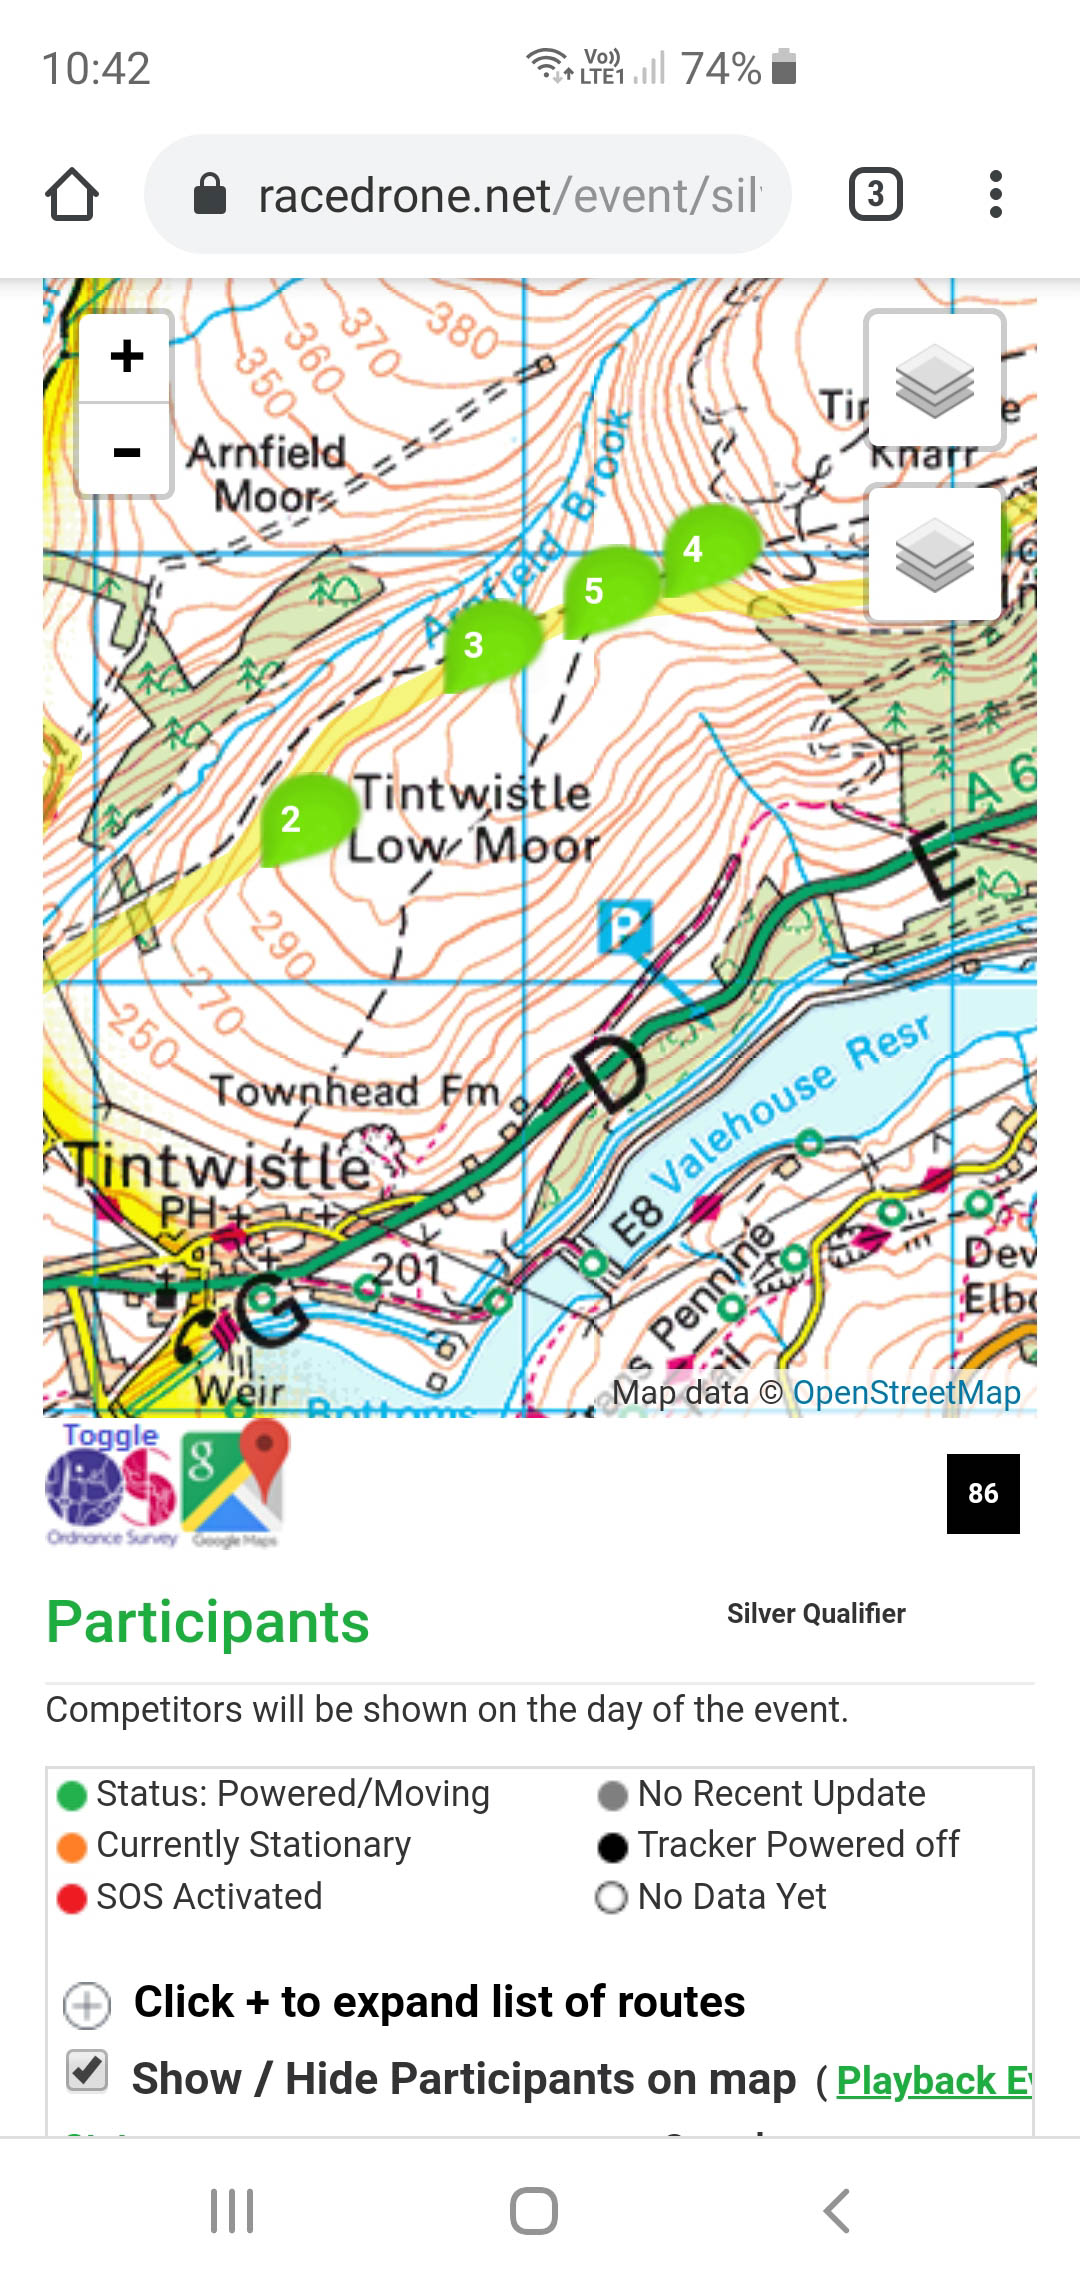 10:42
Vo))
LTE1
74%
racedrone.net/event/sil
3
+
-
380
370
360
350
Arnfield
Moor
Arnfield Brook
Knarr
4
5
3
2
Tintwistle
Low Moor
A 6
E
P
290
270
250
D
Valehouse Resr
Townhead Fm
Tintwistle
PH
E8
201
G
Pennine
Dev
Weir
Bottoms
Map data © OpenStreetMap
Toggle
Ordnance Survey
g
Google Maps
86
Participants
Silver Qualifier
Competitors will be shown on the day of the event.
Status: Powered/Moving
No Recent Update
Currently Stationary
Tracker Powered off
SOS Activated
No Data Yet
Click + to expand list of routes
Show / Hide Participants on map ( Playback E